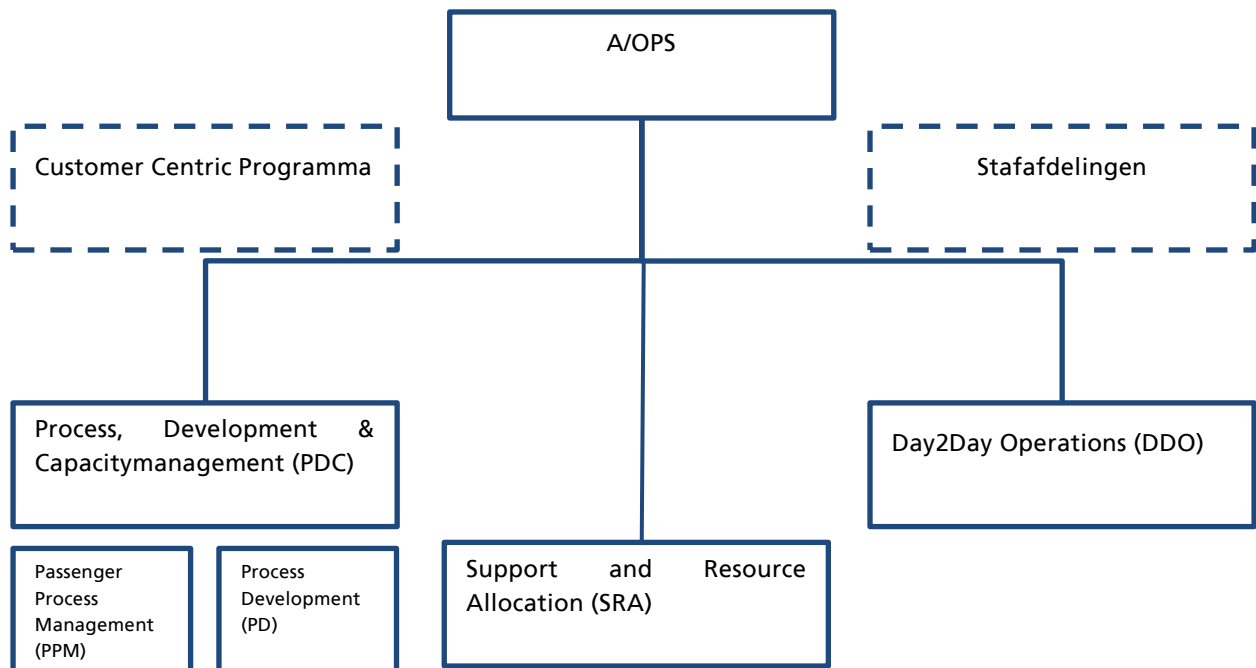 A/OPS
Customer Centric Programma
Stafafdelingen
Process, Development &
Capacitymanagement (PDC)
Day2Day Operations (DDO)
Passenger
Process
Management
(PPM)
Process
Development
(PD)
Support and Resource
Allocation (SRA)